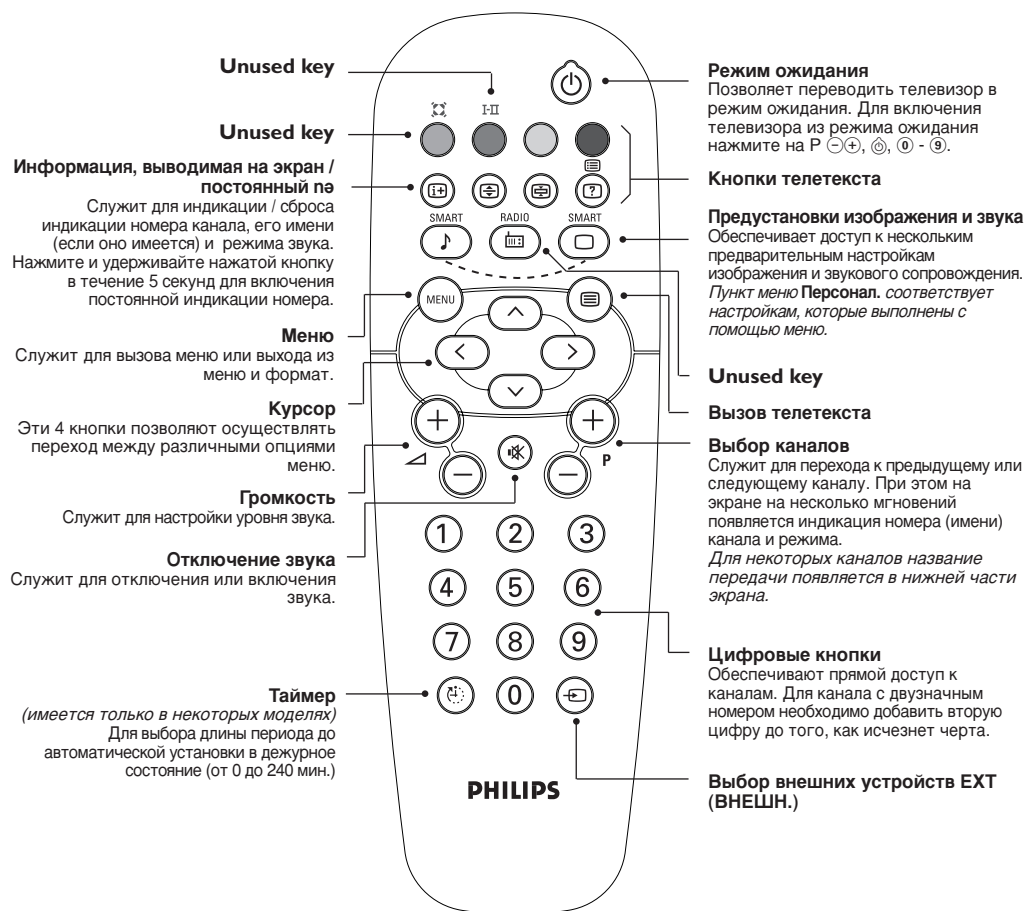 Unused key
Unused key
Информация, выводимая на экран /
постоянный nə
Служит для индикации / сброса
индикации номера канала, его имени
(если оно имеется) и режима звука.
Нажмите и удерживайте нажатой кнопку
в течение 5 секунд для включения
постоянной индикации номера.
Меню
Служит для вызова меню или выхода из
меню и формат.
Курсор
Эти 4 кнопки позволяют осуществлять
переход между различными опциями
меню.
Громкость
Служит для настройки уровня звука.
Отключение звука
Служит для отключения или включения
звука.
Таймер
(имеется только в некоторых моделях)
Для выбора длины периода до
автоматической установки в дежурное
состояние (от 0 до 240 мин.)
I-II
i+
?
SMART
RADIO
SMART
MENU
P
1 2 3
4 5 6
7 8 9
0
PHILIPS
Режим ожидания
Позволяет переводить телевизор в
режим ожидания. Для включения
телевизора из режима ожидания
нажмите на P ⊖⊕, ⏻, ⓪ - ⑨.
Кнопки телетекста
Предустановки изображения и звука
Обеспечивает доступ к нескольким
предварительным настройкам
изображения и звукового сопровождения.
Пункт меню Персонал. соответствует
настройкам, которые выполнены с
помощью меню.
Unused key
Вызов телетекста
Выбор каналов
Служит для перехода к предыдущему или
следующему каналу. При этом на
экране на несколько мгновений
появляется индикация номера (имени)
канала и режима.
Для некоторых каналов название
передачи появляется в нижней части
экрана.
Цифровые кнопки
Обеспечивают прямой доступ к
каналам. Для канала с двузначным
номером необходимо добавить вторую
цифру до того, как исчезнет черта.
Выбор внешних устройств EXT
(ВНЕШН.)